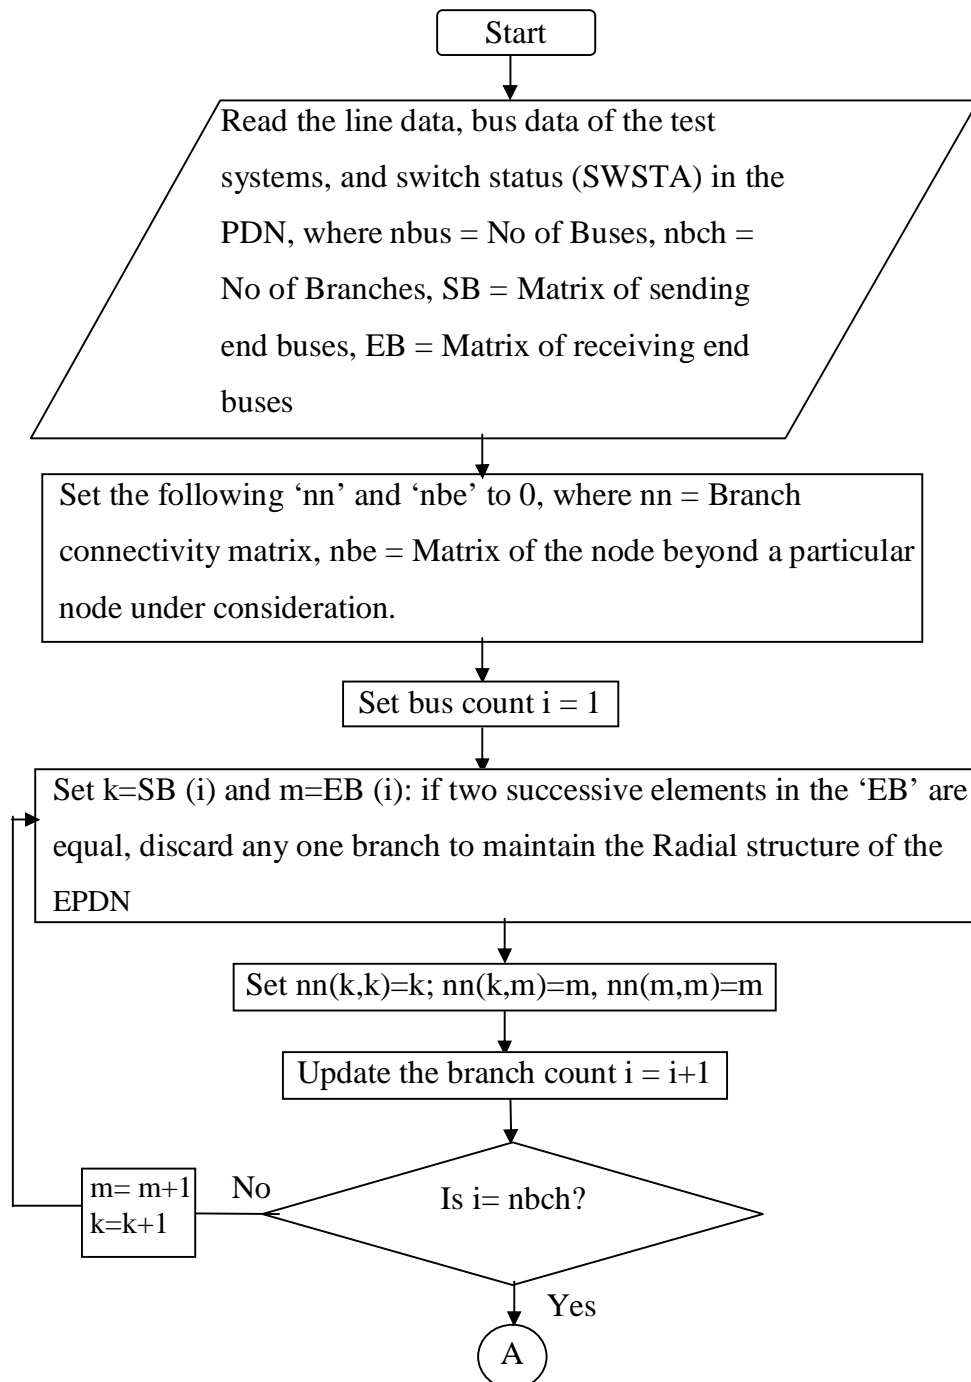 Start
Read the line data, bus data of the test
systems, and switch status (SWSTA) in the
PDN, where nbus = No of Buses, nbch =
No of Branches, SB = Matrix of sending
end buses, EB = Matrix of receiving end
buses
Set the following ‘nn’ and ‘nbe’ to 0, where nn = Branch
connectivity matrix, nbe = Matrix of the node beyond a particular
node under consideration.
Set bus count i = 1
Set k=SB (i) and m=EB (i): if two successive elements in the ‘EB’ are
equal, discard any one branch to maintain the Radial structure of the
EPDN
Set nn(k,k)=k; nn(k,m)=m, nn(m,m)=m
Update the branch count i = i+1
Is i= nbch?
No
m= m+1
k=k+1
Yes
A